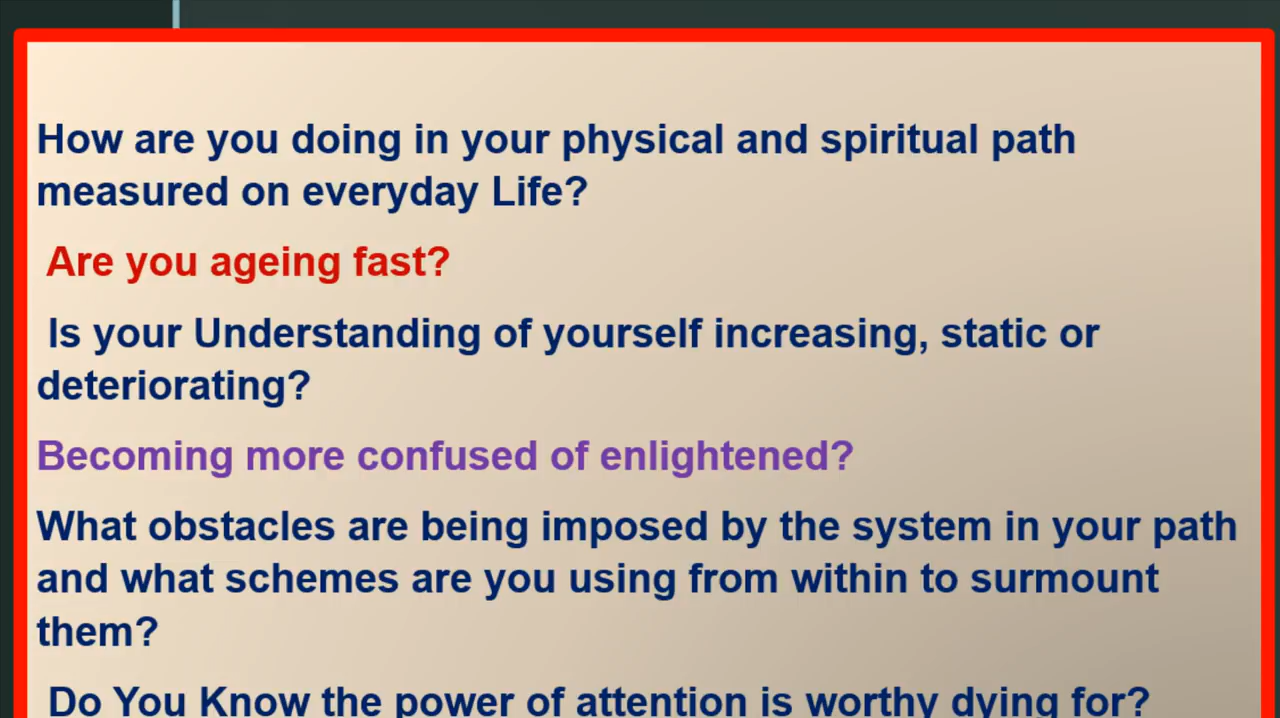 How are you doing in your physical and spiritual path
measured on everyday Life?
Are you ageing fast?
Is your Understanding of yourself increasing, static or
deteriorating?
Becoming more confused of enlightened?
What obstacles are being imposed by the system in your path
and what schemes are you using from within to surmount
them?
Do You Know the power of attention is worthy dying for?